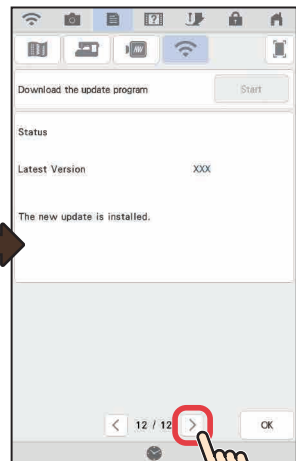 Download the update program
Start
Status
Latest Version XXX
The new update is installed.
< 12 / 12 >
OK